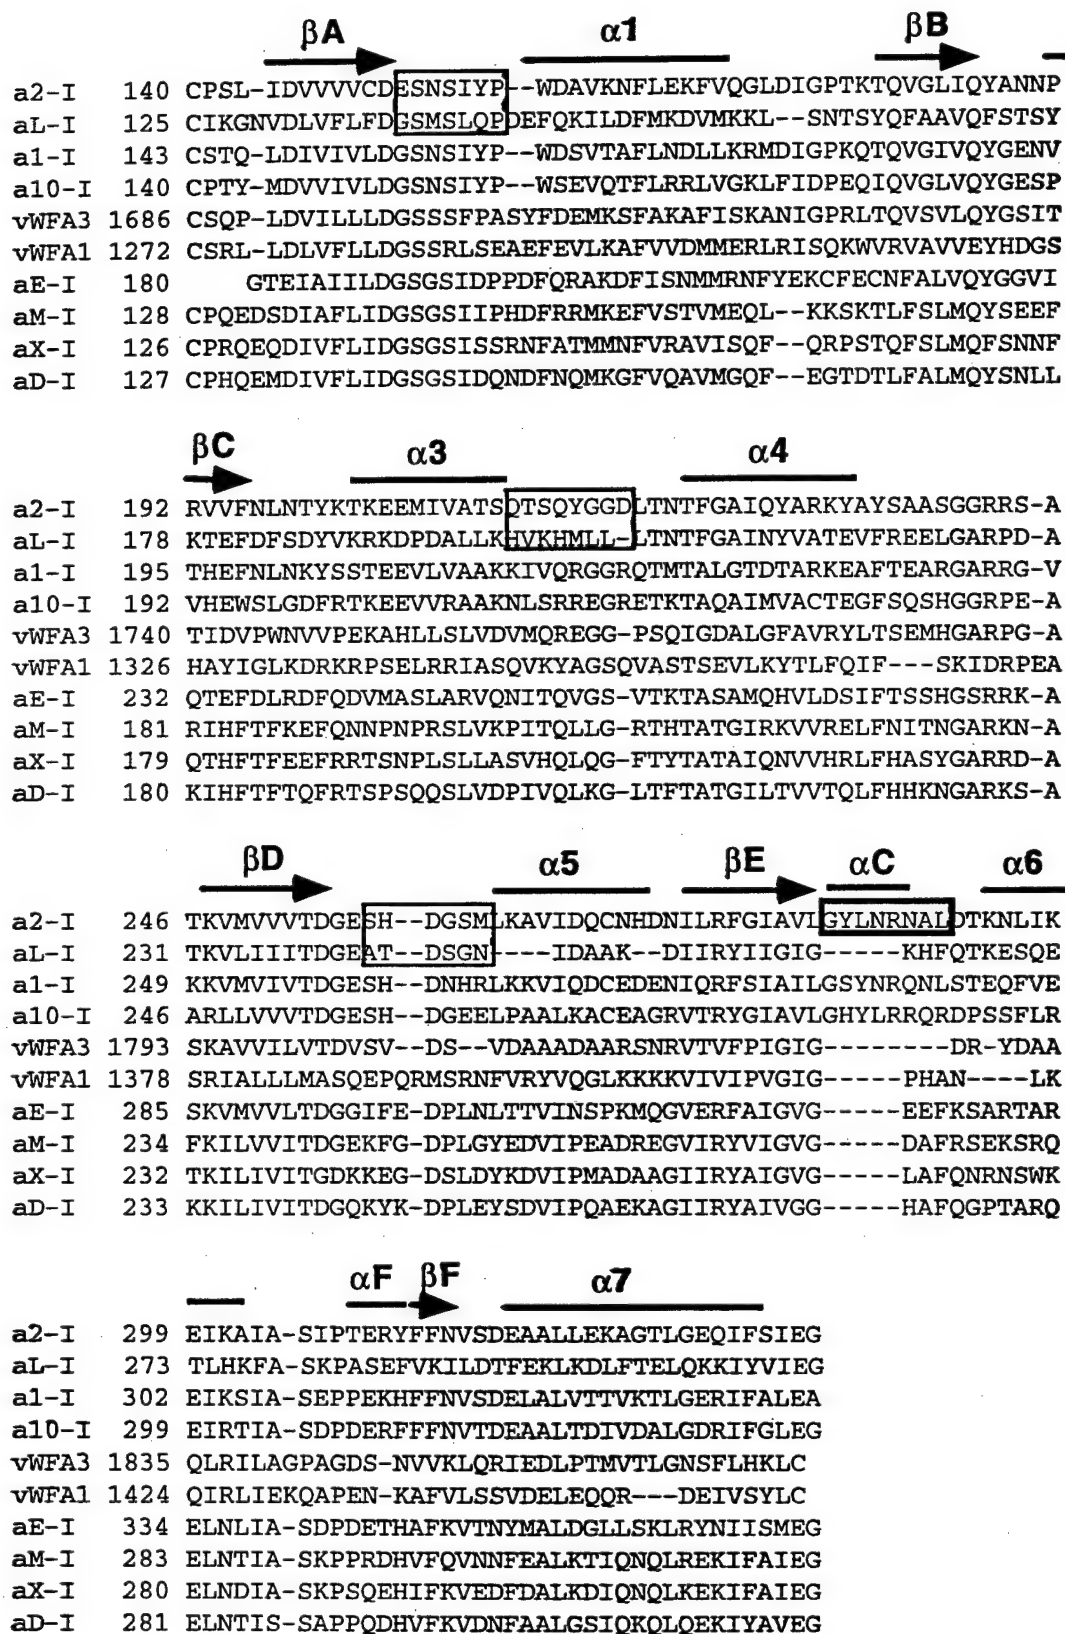 βA α1 βB
a2-I 140 CPSL-IDVVVVCDESNSIYP--WDAVKNFLEKFVQGLDIGPTKTQVGLIQYANNP
aL-I 125 CIKGNVDLVFLFDGSMSLQPDEFQKILDFMKDVMKKL--SNTSYQFAAVQFSTSY
a1-I 143 CSTQ-LDIVIVLDGSNSIYP--WDSVTAFLNDLLKRMDIGPKQTQVGIVQYGENV
a10-I 140 CPTY-MDVVIVLDGSNSIYP--WSEVQTFLRRLVGKLFIDPEQIQVGLVQYGESP
vWFA3 1686 CSQP-LDVILLLDGSSSFPASYFDEMKSFAKAFISKANIGPRLTQVSVLQYGSIT
vWFA1 1272 CSRL-LDLVFLLDGSSRLSEAEFEVLKAFVVDMMERLRISQKWVRVAVVEYHDGS
aE-I 180 GTEIAIILDGSGSIDPPDFQRAKDFISNMMRNFYEKCFECNFALVQYGGVI
aM-I 128 CPQEDSDIAFLIDGSGSIIPHDFRRMKEFVSTVMEQL--KKSKTLFSLMQYSEEF
aX-I 126 CPRQEQDIVFLIDGSGSISSRNFATMMNFVRAVISQF--QRPSTQFSLMQFSNNF
aD-I 127 CPHQEMDIVFLIDGSGSIDQNDFNQMKGFVQAVMGQF--EGTDTLFALMQYSNLL
βC α3 α4
a2-I 192 RVVFNLNTYKTKEEMIVATSQTSQYGGDLTNTFGAIQYARKYAYSAASGGRRS-A
aL-I 178 KTEFDFSDYVKRKDPDALLKHVKHMLL-LTNTFGAINYVATEVFREELGARPD-A
a1-I 195 THEFNLNKYSSTEEVLVAAKKIVQRGGRQTMTALGTDTARKEAFTEARGARRG-V
a10-I 192 VHEWSLGDFRTKEEVVRAAKNLSRREGRETKTAQAIMVACTEGFSQSHGGRPE-A
vWFA3 1740 TIDVPWNVVPEKAHLLSLVDVMQREGG-PSQIGDALGFAVRYLTSEMHGARPG-A
vWFA1 1326 HAYIGLKDRKRPSELRRIASQVKYAGSQVASTSEVLKYTLFQIF---SKIDRPEA
aE-I 232 QTEFDLRDFQDVMASLARVQNITQVGS-VTKTASAMQHVLDSIFTSSHGSRRK-A
aM-I 181 RIHFTFKEFQNNPNPRSLVKPITQLLG-RTHTATGIRKVVRELFNITNGARKN-A
aX-I 179 QTHFTFEEFRRTSNPLSLLASVHQLQG-FTYTATAIQNVVHRLFHASYGARRD-A
aD-I 180 KIHFTFTQFRTSPSQQSLVDPIVQLKG-LTFTATGILTVVTQLFHHKNGARKS-A
βD α5 βE αC α6
a2-I 246 TKVMVVVTDGESH--DGSMLKAVIDQCNHDNILRFGIAVLGYLNRNALDTKNLIK
aL-I 231 TKVLIIITDGEAT--DSGN----IDAAK--DIIRYIIGIG-----KHFQTKESQE
a1-I 249 KKVMVIVTDGESH--DNHRLKKVIQDCEDENIQRFSIAILGSYNRQNLSTEQFVE
a10-I 246 ARLLVVVTDGESH--DGEELPAALKACEAGRVTRYGIAVLGHYLRRQRDPSSFLR
vWFA3 1793 SKAVVILVTDVSV--DS--VDAAADAARSNRVTVFPIGIG--------DR-YDAA
vWFA1 1378 SRIALLLMASQEPQRMSRNFVRYVQGLKKKKVIVIPVGIG-----PHAN----LK
aE-I 285 SKVMVVLTDGGIFE-DPLNLTTVINSPKMQGVERFAIGVG-----EEFKSARTAR
aM-I 234 FKILVVITDGEKFG-DPLGYEDVIPEADREGVIRYVIGVG-----DAFRSEKSRQ
aX-I 232 TKILIVITGDKKEG-DSLDYKDVIPMADAAGIIRYAIGVG-----LAFQNRNSWK
aD-I 233 KKILIVITDGQKYK-DPLEYSDVIPQAEKAGIIRYAIVGG-----HAFQGPTARQ
αF βF α7
a2-I 299 EIKAIA-SIPTERYFFNVSDEAALLEKAGTLGEQIFSIEG
aL-I 273 TLHKFA-SKPASEFVKILDTFEKLKDLFTELQKKIYVIEG
a1-I 302 EIKSIA-SEPPEKHFFNVSDELALVTTVKTLGERIFALEA
a10-I 299 EIRTIA-SDPDERFFFNVTDEAALTDIVDALGDRIFGLEG
vWFA3 1835 QLRILAGPAGDS-NVVKLQRIEDLPTMVTLGNSFLHKLC
vWFA1 1424 QIRLIEKQAPEN-KAFVLSSVDELEQQR---DEIVSYLC
aE-I 334 ELNLIA-SDPDETHAFKVTNYMALDGLLSKLRYNIISMEG
aM-I 283 ELNTIA-SKPPRDHVFQVNNFEALKTIQNQLREKIFAIEG
aX-I 280 ELNDIA-SKPSQEHIFKVEDFDALKDIQNQLKEKIFAIEG
aD-I 281 ELNTIS-SAPPQDHVFKVDNFAALGSIQKQLQEKIYAVEG